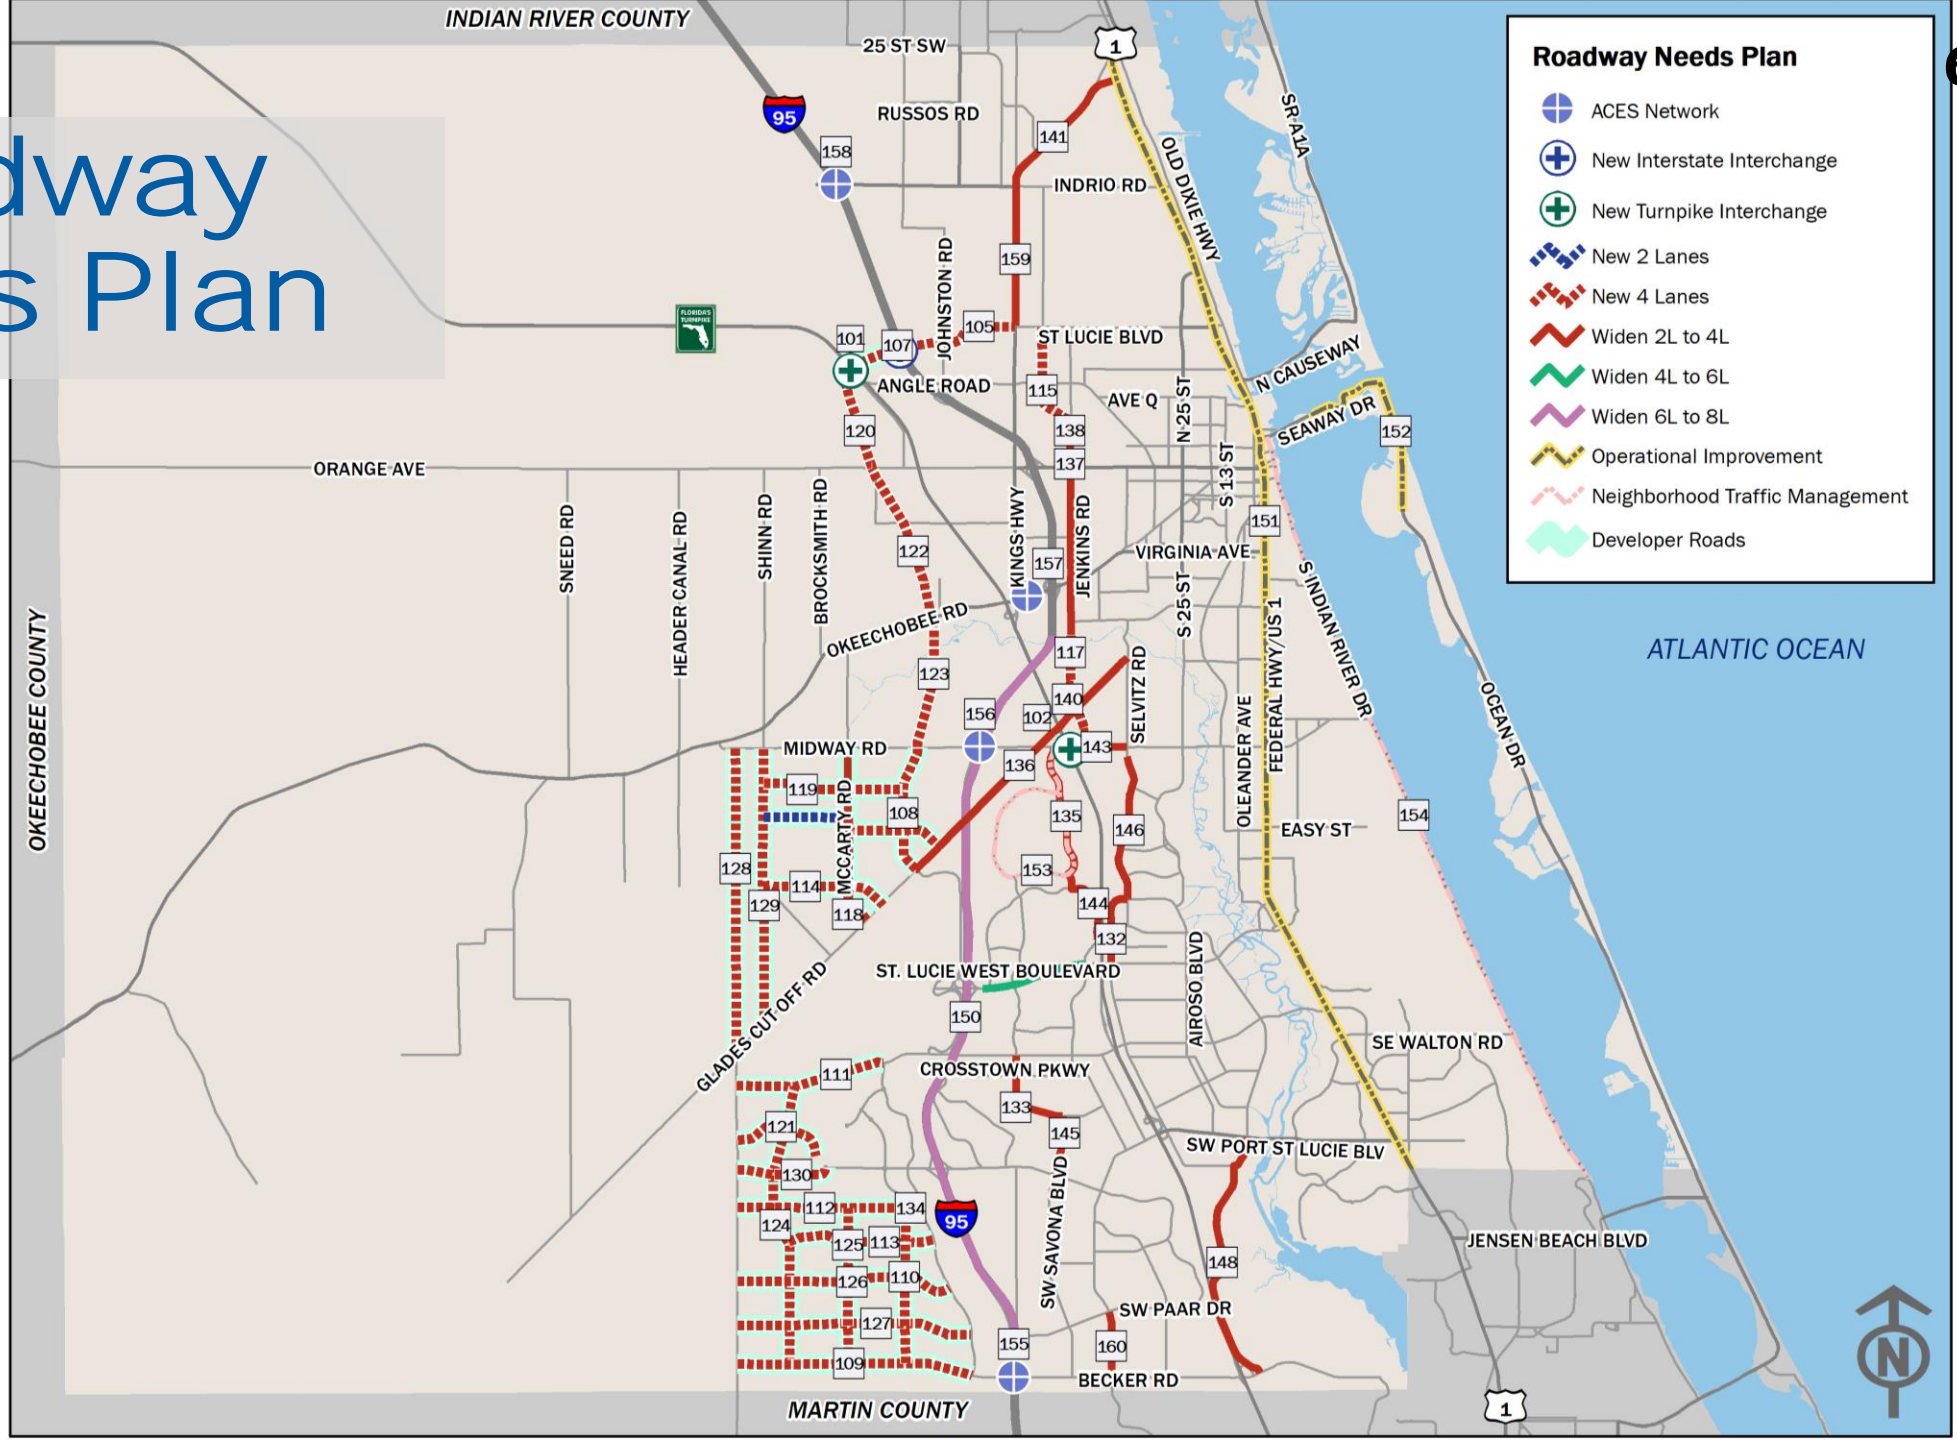 dway
s Plan
INDIAN RIVER COUNTY
25 ST SW
1
RUSSOS RD
95
158
141
INDRIO RD
OLD DIXIE HWY
SR A1A
JOHNSTON RD
159
FLORIDA'S
TURNPIKE
101
107
105
ST LUCIE BLVD
N CAUSEWAY
ANGLE ROAD
115
AVE Q
N 25 ST
SEAWAY DR
152
120
138
137
ORANGE AVE
S 13 ST
SNEED RD
HEADER CANAL RD
SHINN RD
BROCKSMITH RD
KINGS HWY
JENKINS RD
151
122
157
VIRGINIA AVE
S 25 ST
S INDIAN RIVER DR
OKEECHOBEE RD
OKEECHOBEE COUNTY
FEDERAL HWY/US 1
ATLANTIC OCEAN
117
123
SELVITZ RD
140
156
102
OLEANDER AVE
OCEAN DR
MIDWAY RD
143
136
119
MCCARTY RD
108
135
146
EASY ST
154
128
153
114
129
118
144
132
ST. LUCIE WEST BOULEVARD
AIROSO BLVD
GLADES CUT OFF RD
150
SE WALTON RD
111
CROSSTOWN PKWY
133
121
145
SW PORT ST LUCIE BLV
130
112
134
124
95
125
113
SW SAVONA BLVD
JENSEN BEACH BLVD
126
110
148
127
SW PAAR DR
155
160
109
BECKER RD
MARTIN COUNTY
1
N
Roadway Needs Plan
ACES Network
New Interstate Interchange
New Turnpike Interchange
New 2 Lanes
New 4 Lanes
Widen 2L to 4L
Widen 4L to 6L
Widen 6L to 8L
Operational Improvement
Neighborhood Traffic Management
Developer Roads